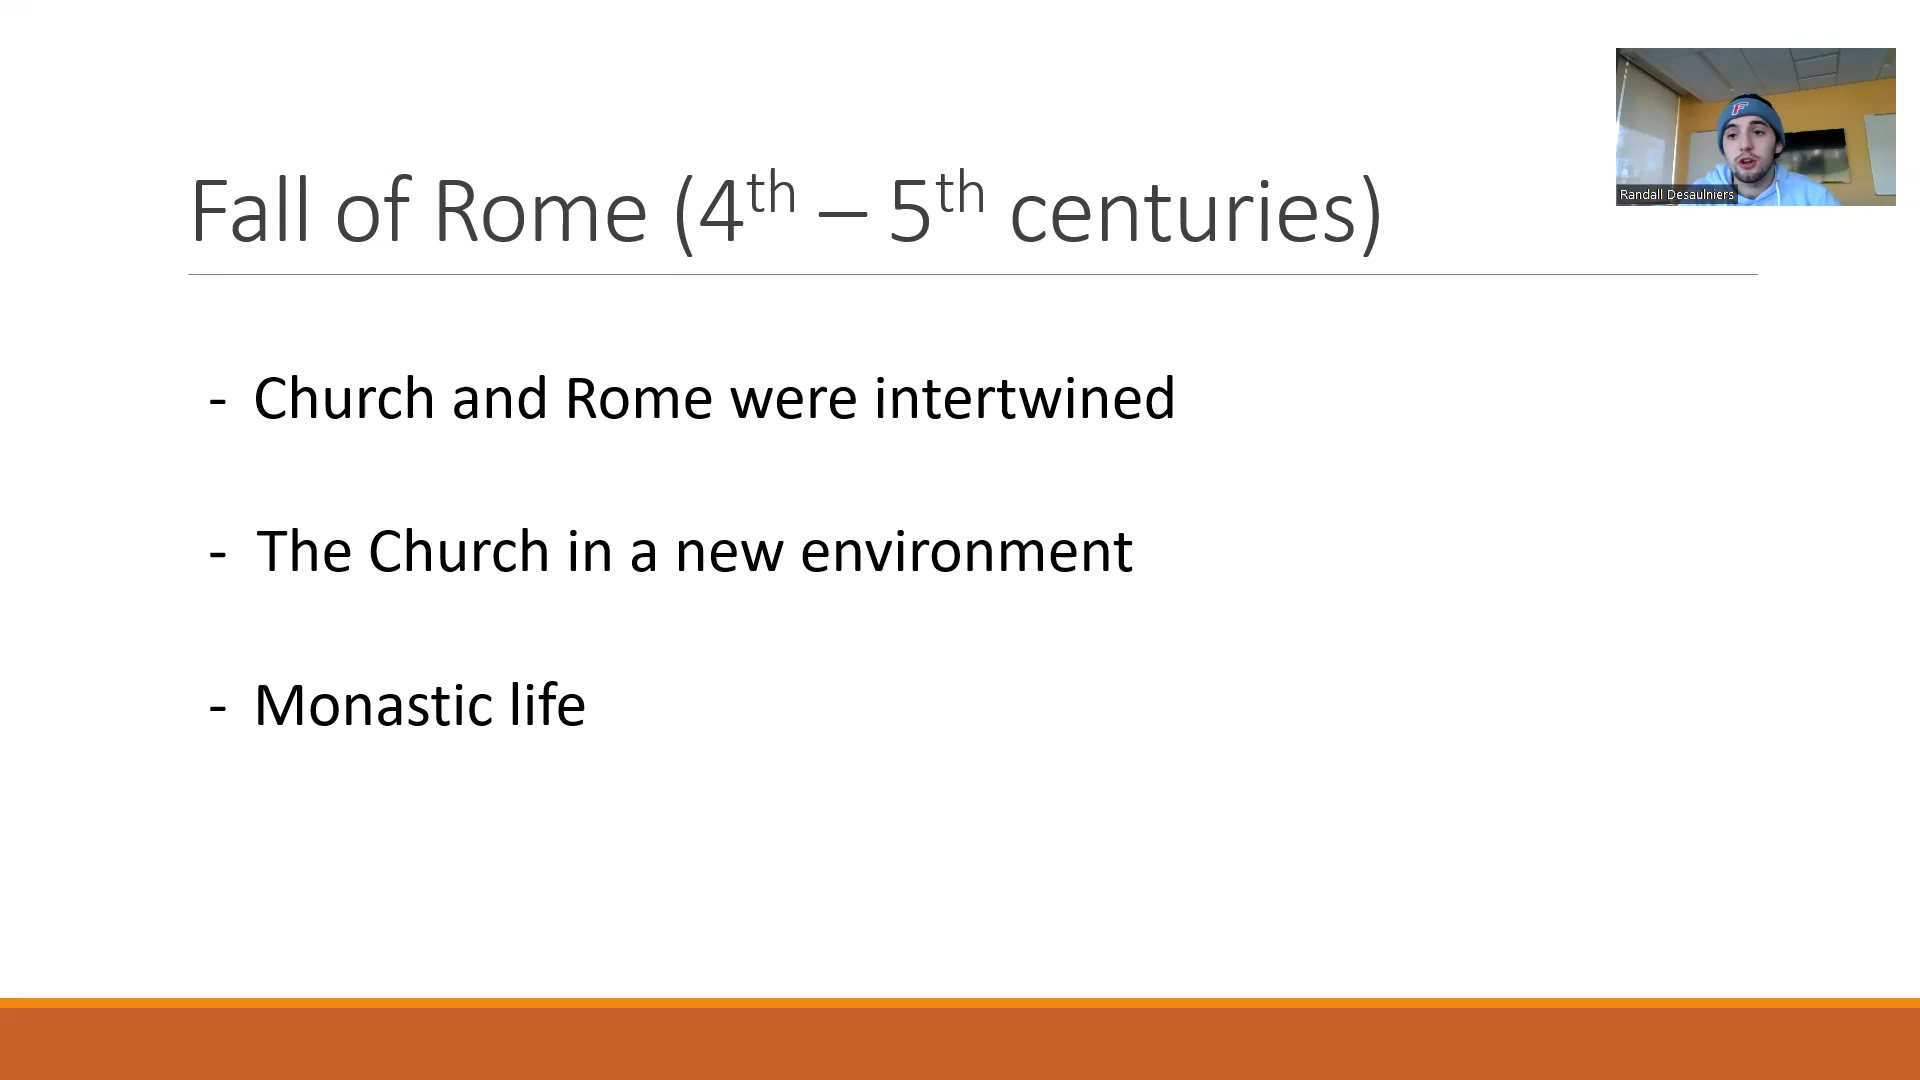 Fall of Rome (4th – 5th centuries)
F
Randall Desaulniers
- Church and Rome were intertwined
- The Church in a new environment
- Monastic life